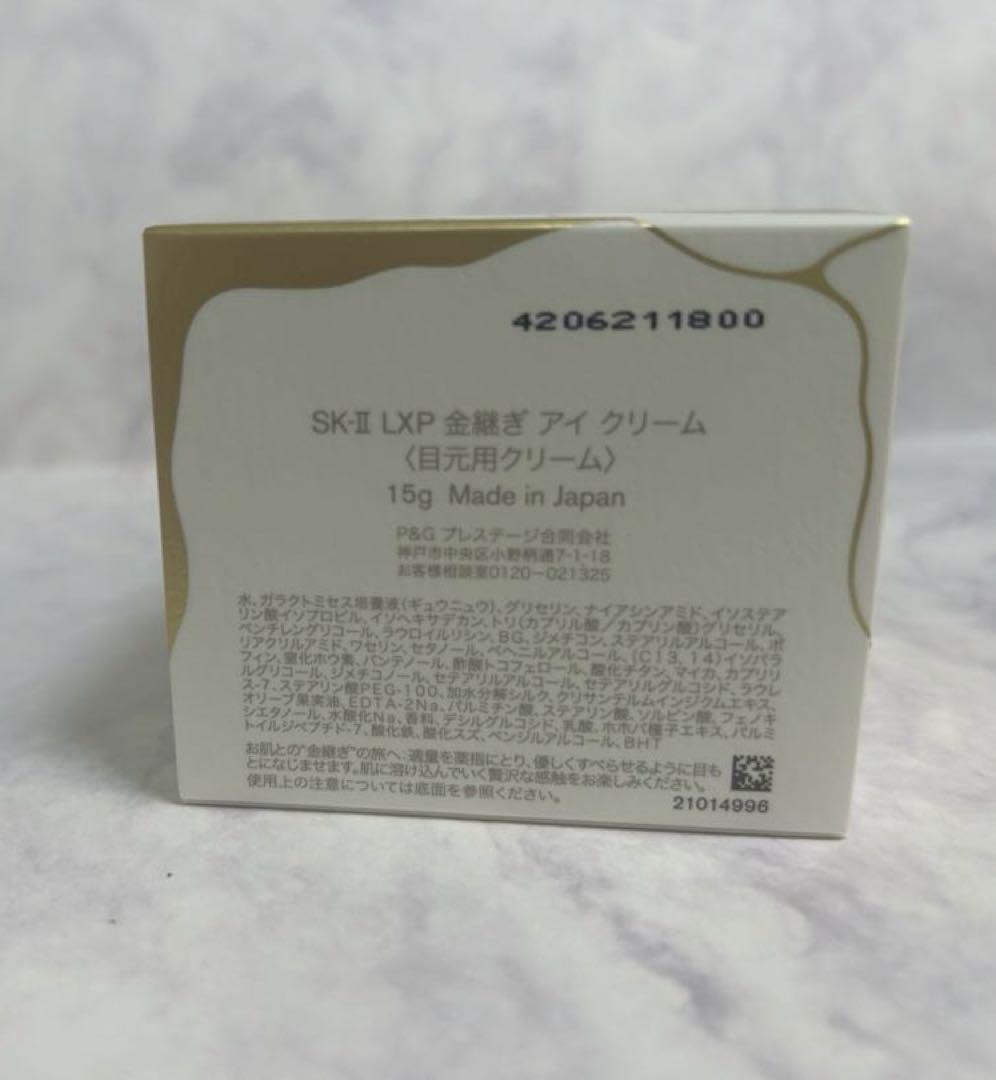 4206211800
SK-II LXP 金継ぎ アイ クリーム
〈目元用クリーム〉
15g Made in Japan
P&G プレステージ合同会社
神戸市中央区小野柄通7-1-18
お客様相談室0120-021325
水、ガラクトミセス培養液(ギュウニュウ)、グリセリン、ナイアシンアミド、イソステア
リン酸イソプロピル、イソヘキサデカン、トリ(カプリル酸/カプリン酸)グリセリル、
ペンチレングリコール、ラウロイルリシン、BG、ジメチコン、ステアリルアルコール、ポ
リアクリルアミド、ワセリン、セタノール、ベヘニルアルコール、(C13, 14)イソパラ
フィン、窒化ホウ素、パンテノール、酢酸トコフェロール、酸化チタン、マイカ、カプリリ
ルグリコール、ジメチコノール、セテアリルアルコール、セテアリルグルコシド、ラウレ
ス-7、ステアリン酸PEG-100、加水分解シルク、クリサンテルムインジクムエキス、
オリーブ果実油、EDTA-2Na、パルミチン酸、ステアリン酸、ソルビン酸、フェノキ
シエタノール、水酸化Na、香料、デシルグルコシド、乳酸、ホホバ種子エキス、パルミ
トイルジペプチド-7、酸化鉄、酸化スズ、ベンジルアルコール、BHT
お肌との"金継ぎ"の旅へ。適量を薬指にとり、優しくすべらせるように目も
とになじませます。肌に溶け込んでいく贅沢な感触をお楽しみください。
使用上の注意については底面を参照ください。
21014996